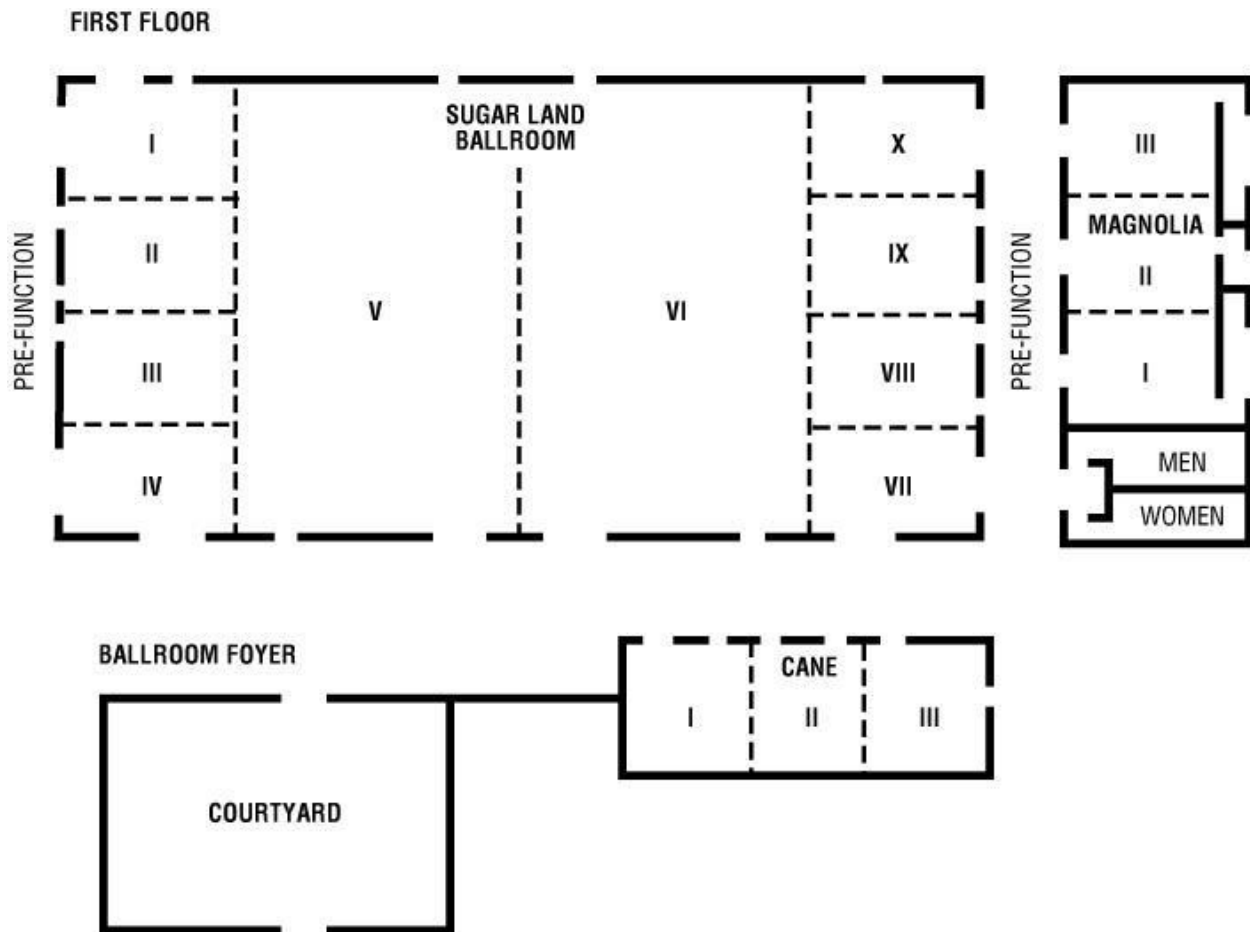 FIRST FLOOR
SUGAR LAND
BALLROOM
I
X
III
PRE-FUNCTION
II
IX
PRE-FUNCTION
MAGNOLIA
II
V
VI
III
VIII
I
IV
VII
MEN
WOMEN
BALLROOM FOYER
CANE
I
II
III
COURTYARD